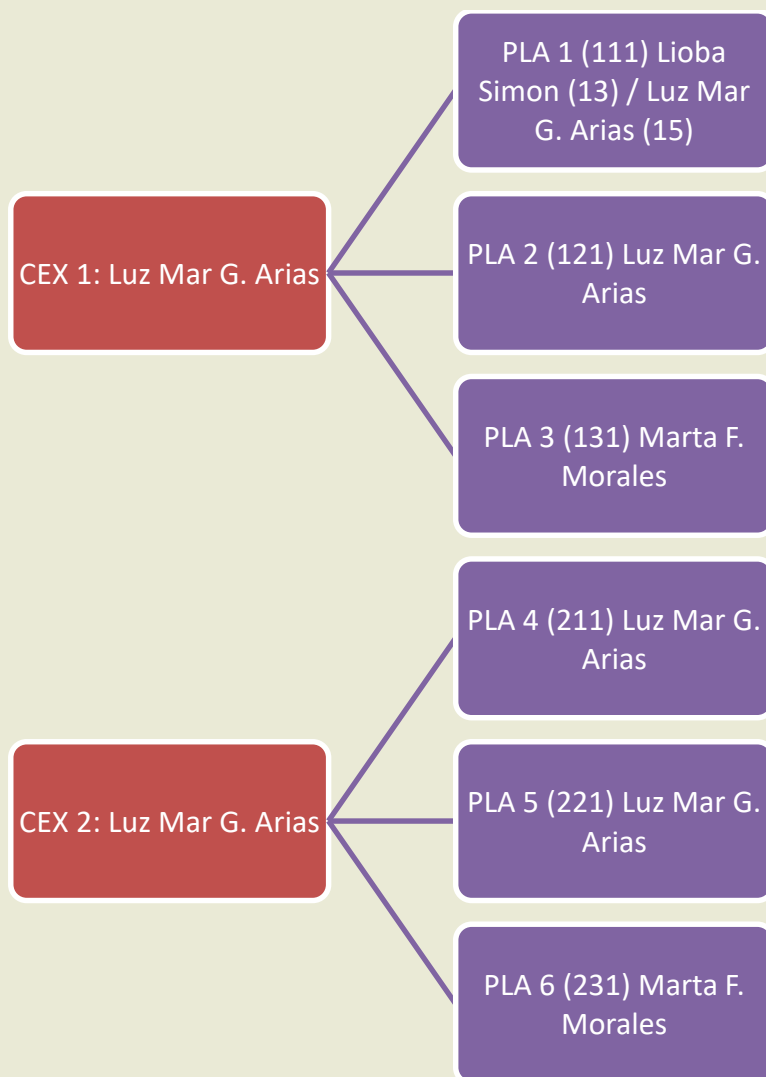 PLA 1 (111) Lioba
Simon (13) / Luz Mar
G. Arias (15)
CEX 1: Luz Mar G. Arias
PLA 2 (121) Luz Mar G.
Arias
PLA 3 (131) Marta F.
Morales
PLA 4 (211) Luz Mar G.
Arias
CEX 2: Luz Mar G. Arias
PLA 5 (221) Luz Mar G.
Arias
PLA 6 (231) Marta F.
Morales